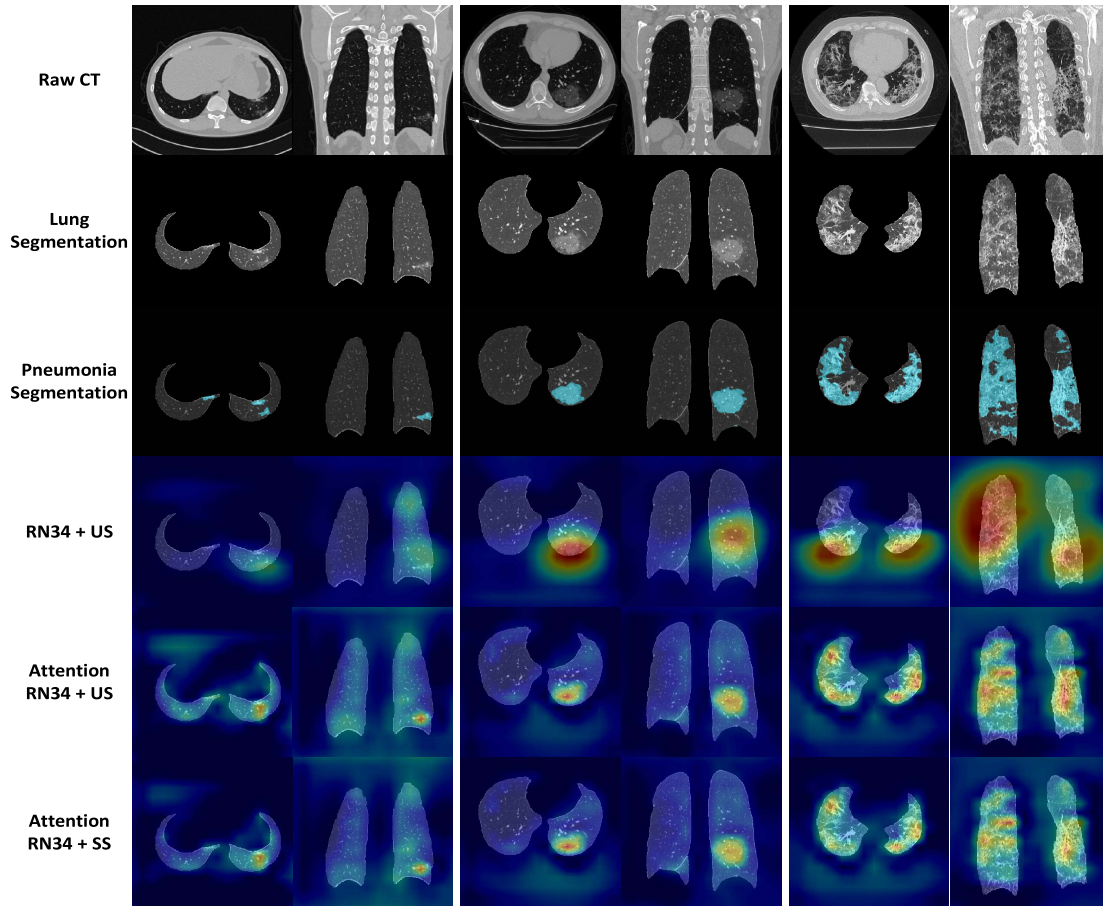 Raw CT
Lung
Segmentation
Pneumonia
Segmentation
RN34 + US
Attention
RN34 + US
Attention
RN34 + SS